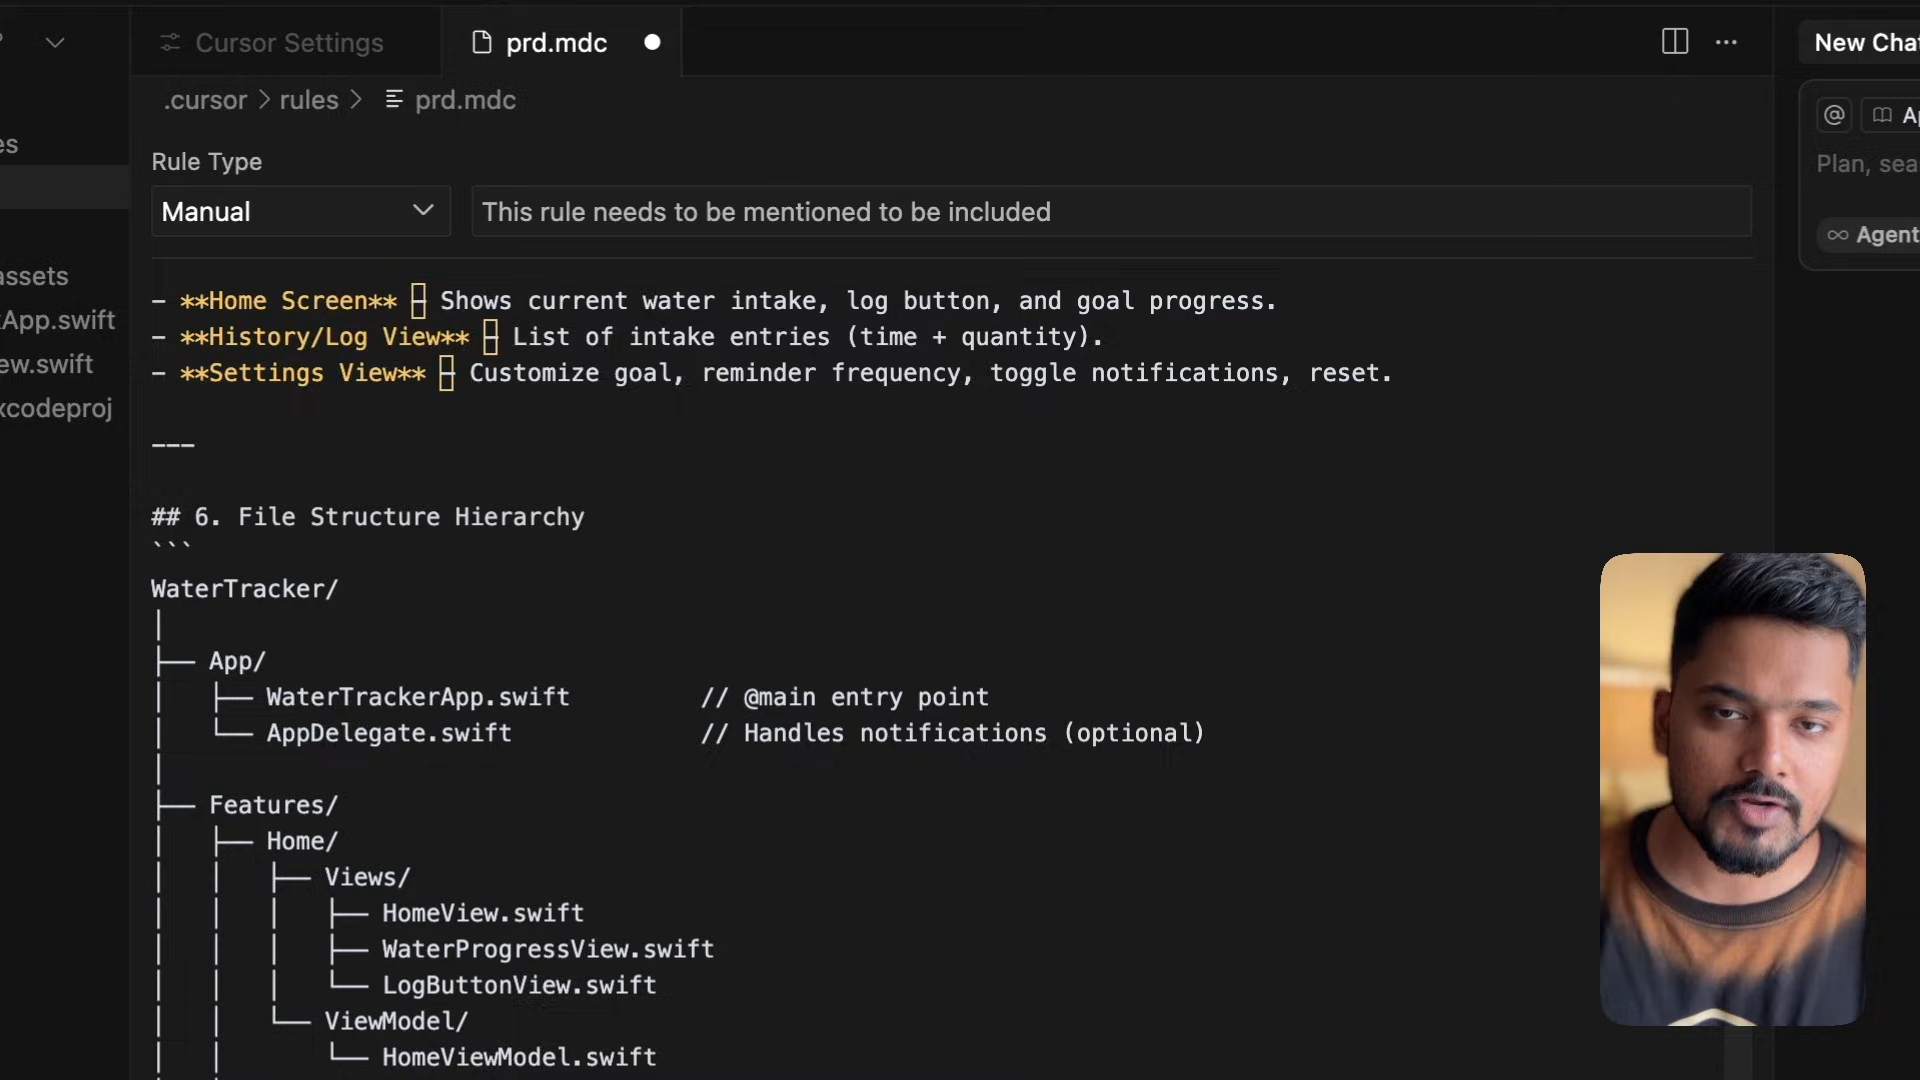 Cursor Settings
prd.mdc
New Chat
.cursor > rules > prd.mdc
Rule Type
Manual
This rule needs to be mentioned to be included
@
Plan, sea
Agent
es
assets
App.swift
ew.swift
xcodeproj
- **Home Screen** – Shows current water intake, log button, and goal progress.
- **History/Log View** – List of intake entries (time + quantity).
- **Settings View** – Customize goal, reminder frequency, toggle notifications, reset.
---
## 6. File Structure Hierarchy
```
WaterTracker/
│
├── App/
│   ├── WaterTrackerApp.swift         // @main entry point
│   └── AppDelegate.swift             // Handles notifications (optional)
│
├── Features/
│   ├── Home/
│   │   ├── Views/
│   │   │   ├── HomeView.swift
│   │   │   ├── WaterProgressView.swift
│   │   │   └── LogButtonView.swift
│   │   └── ViewModel/
│   │       └── HomeViewModel.swift